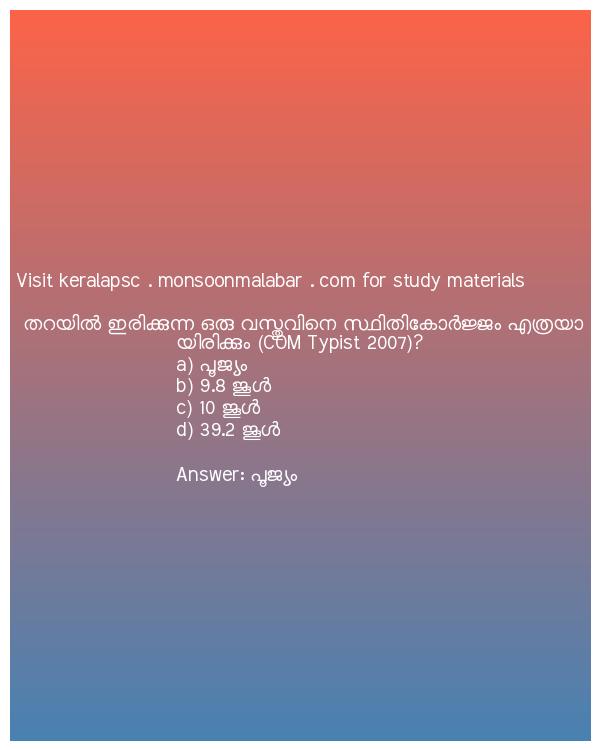 Visit keralapsc . monsoonmalabar . com for study materials
തറയിൽ ഇരിക്കുന്ന ഒരു വസ്തുവിനെ സ്ഥിതികോർജ്ജം എത്രയാ
യിരിക്കും (COM Typist 2007)?
a) പൂജ്യം
b) 9.8 ജൂൾ
c) 10 ജൂൾ
d) 39.2 ജൂൾ
Answer: പൂജ്യം